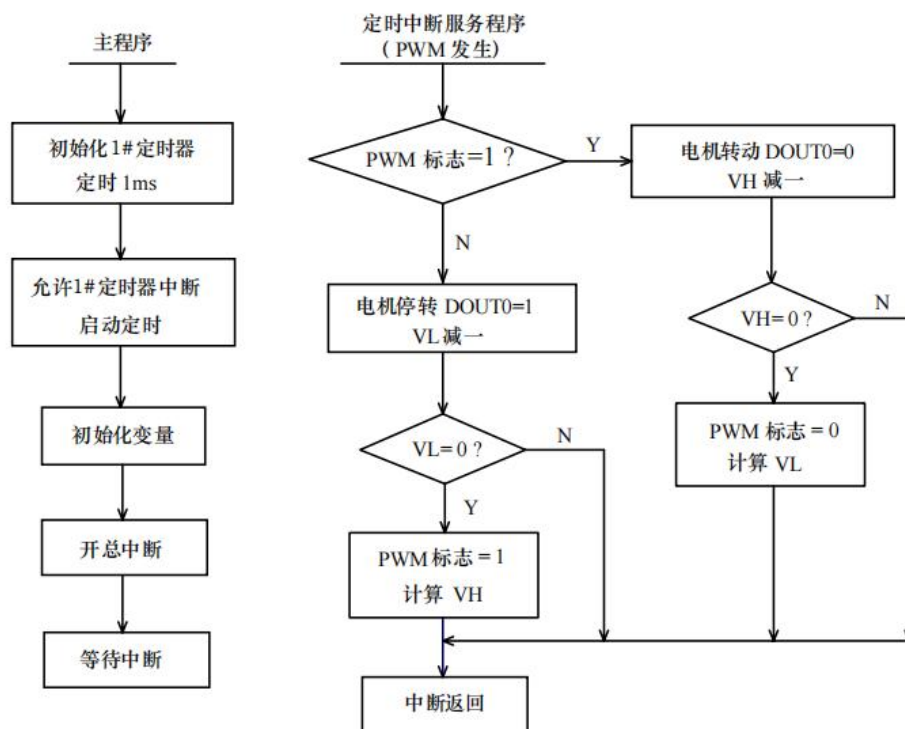 主程序
初始化1#定时器
定时1ms
允许1#定时器中断
启动定时
初始化变量
开总中断
等待中断
定时中断服务程序
( PWM 发生)
PWM 标志=1 ?
Y
N
电机转动 DOUT0=0
VH 减一
电机停转 DOUT0=1
VL 减一
VH= 0 ?
N
Y
VL= 0 ?
N
Y
PWM 标志 = 0
计算 VL
PWM 标志 = 1
计算 VH
中断返回